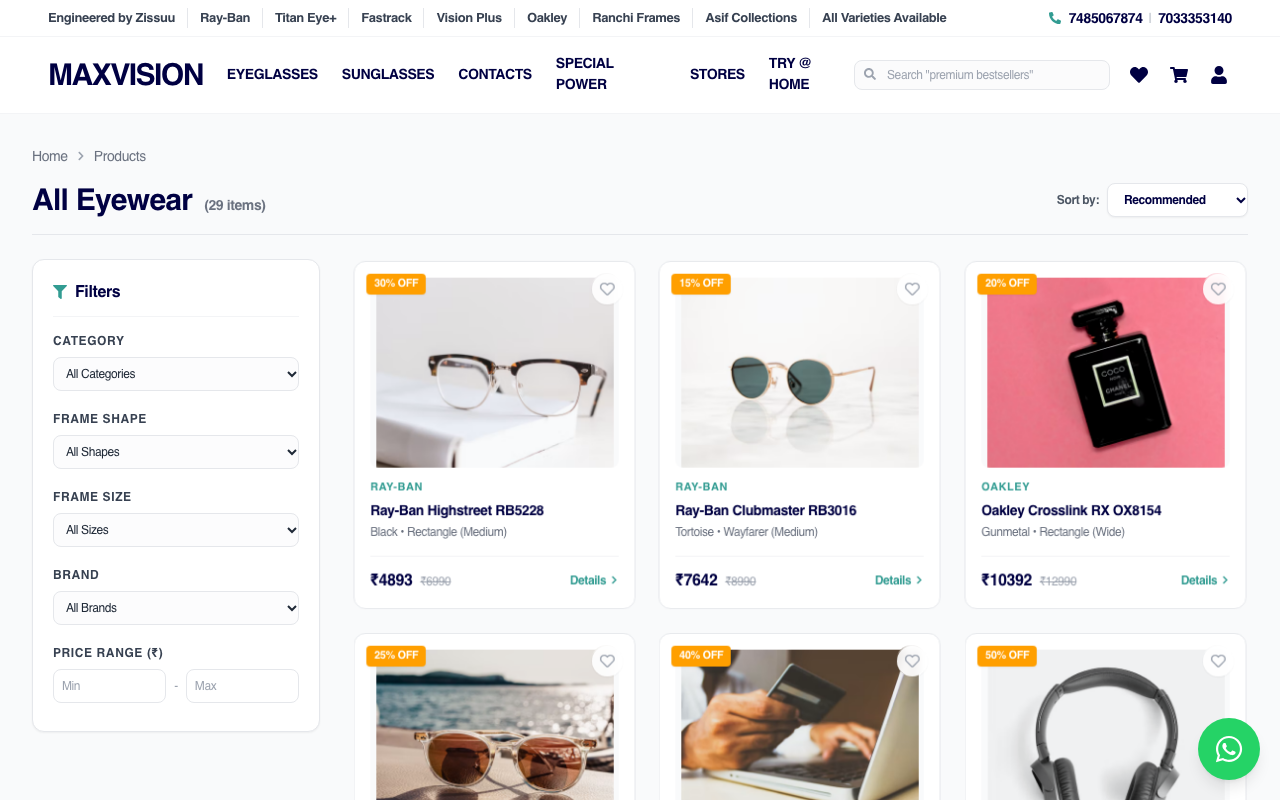 Engineered by Zissuu
Ray-Ban
Titan Eye+
Fastrack
Vision Plus
Oakley
Ranchi Frames
Asif Collections
All Varieties Available
7485067874 | 7033353140
MAXVISION
EYEGLASSES
SUNGLASSES
CONTACTS
SPECIAL
POWER
STORES
TRY @
HOME
Search "premium bestsellers"
Home
Products
All Eyewear (29 items)
Sort by:
Recommended
Filters
CATEGORY
All Categories
FRAME SHAPE
All Shapes
FRAME SIZE
All Sizes
BRAND
All Brands
PRICE RANGE (₹)
Min - Max
30% OFF
RAY-BAN
Ray-Ban Highstreet RB5228
Black • Rectangle (Medium)
₹4893 ₹6990
Details
15% OFF
RAY-BAN
Ray-Ban Clubmaster RB3016
Tortoise • Wayfarer (Medium)
₹7642 ₹8990
Details
20% OFF
COCO
CHANEL
OAKLEY
Oakley Crosslink RX OX8154
Gunmetal • Rectangle (Wide)
₹10392 ₹12990
Details
25% OFF
40% OFF
50% OFF